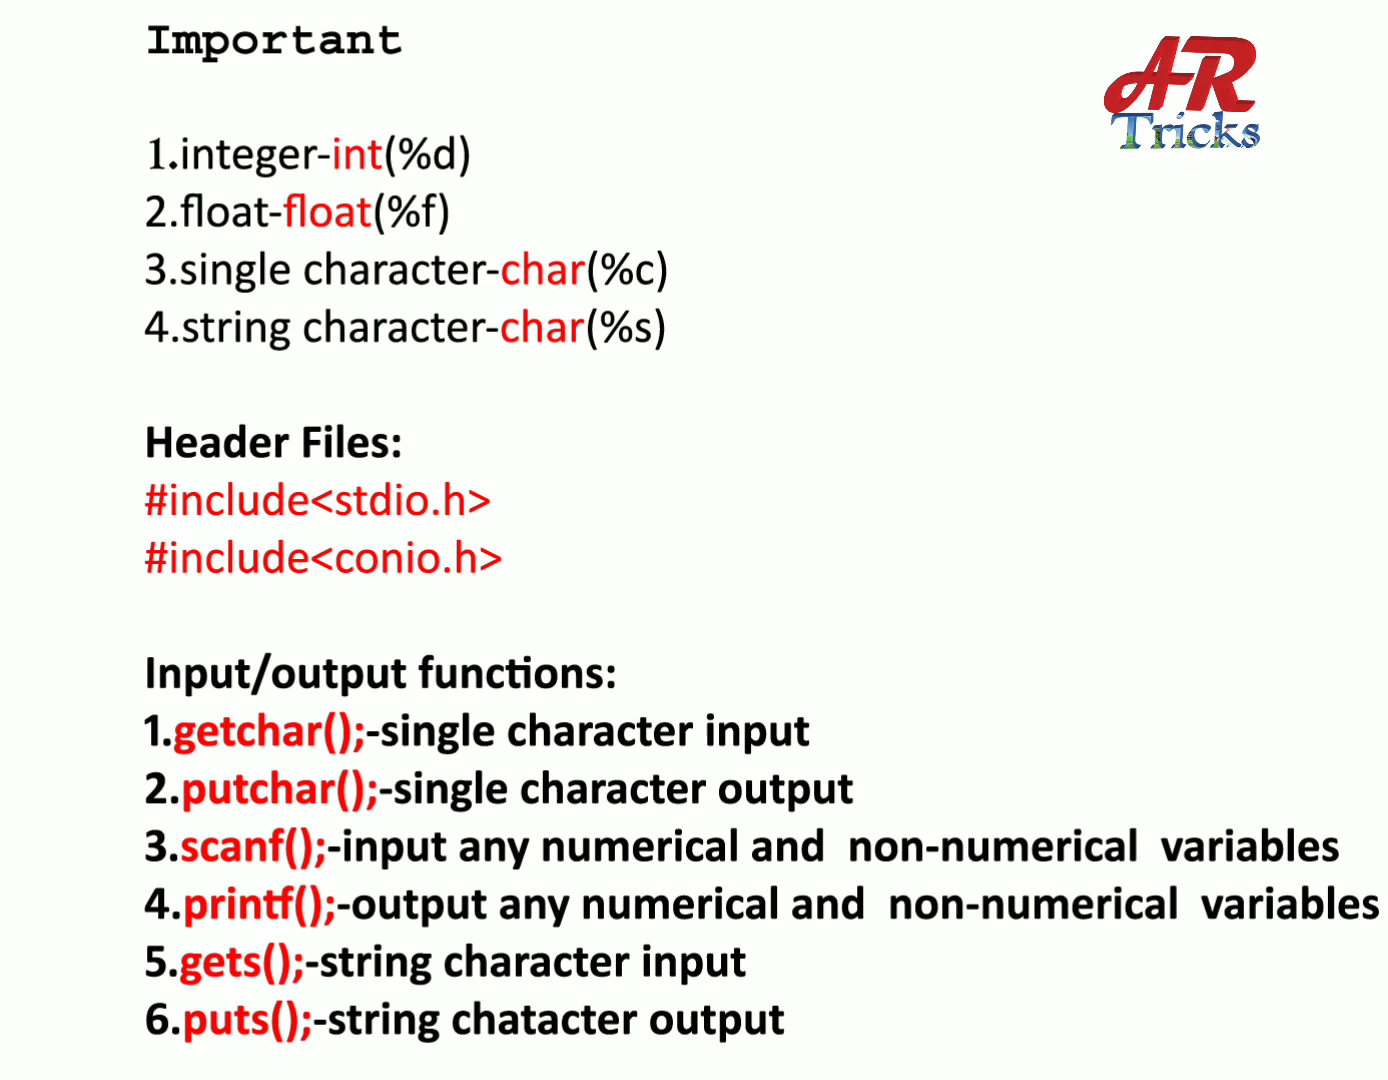 Important
AR
Tricks
1.integer-int(%d)
2.float-float(%f)
3.single character-char(%c)
4.string character-char(%s)
Header Files:
#include<stdio.h>
#include<conio.h>
Input/output functions:
1.getchar();-single character input
2.putchar();-single character output
3.scanf();-input any numerical and  non-numerical  variables
4.printf();-output any numerical and  non-numerical  variables
5.gets();-string character input
6.puts();-string chatacter output